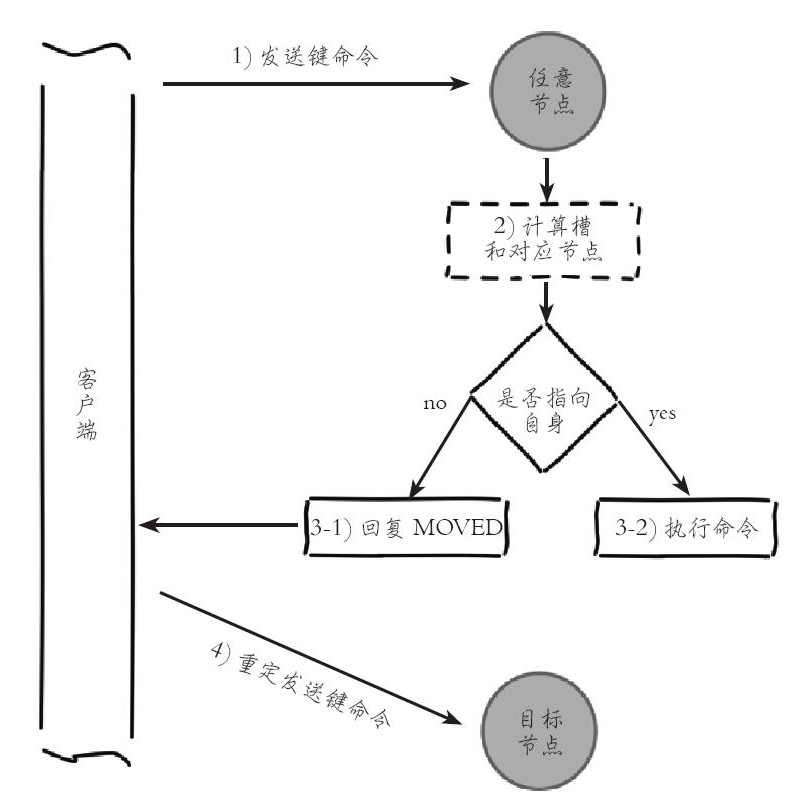 1) 发送键命令
任意
节点
2) 计算槽
和对应节点
客户端
是否指向
自身
no
yes
3-1) 回复 MOVED
3-2) 执行命令
4) 重定发送键命令
目标
节点